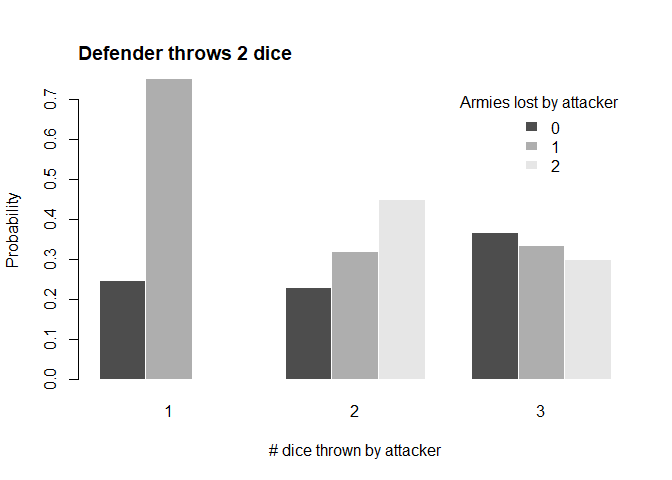 Defender throws 2 dice
Armies lost by attacker
0
1
2
Probability
0.7
0.6
0.5
0.4
0.3
0.2
0.1
0.0
1 2 3
# dice thrown by attacker